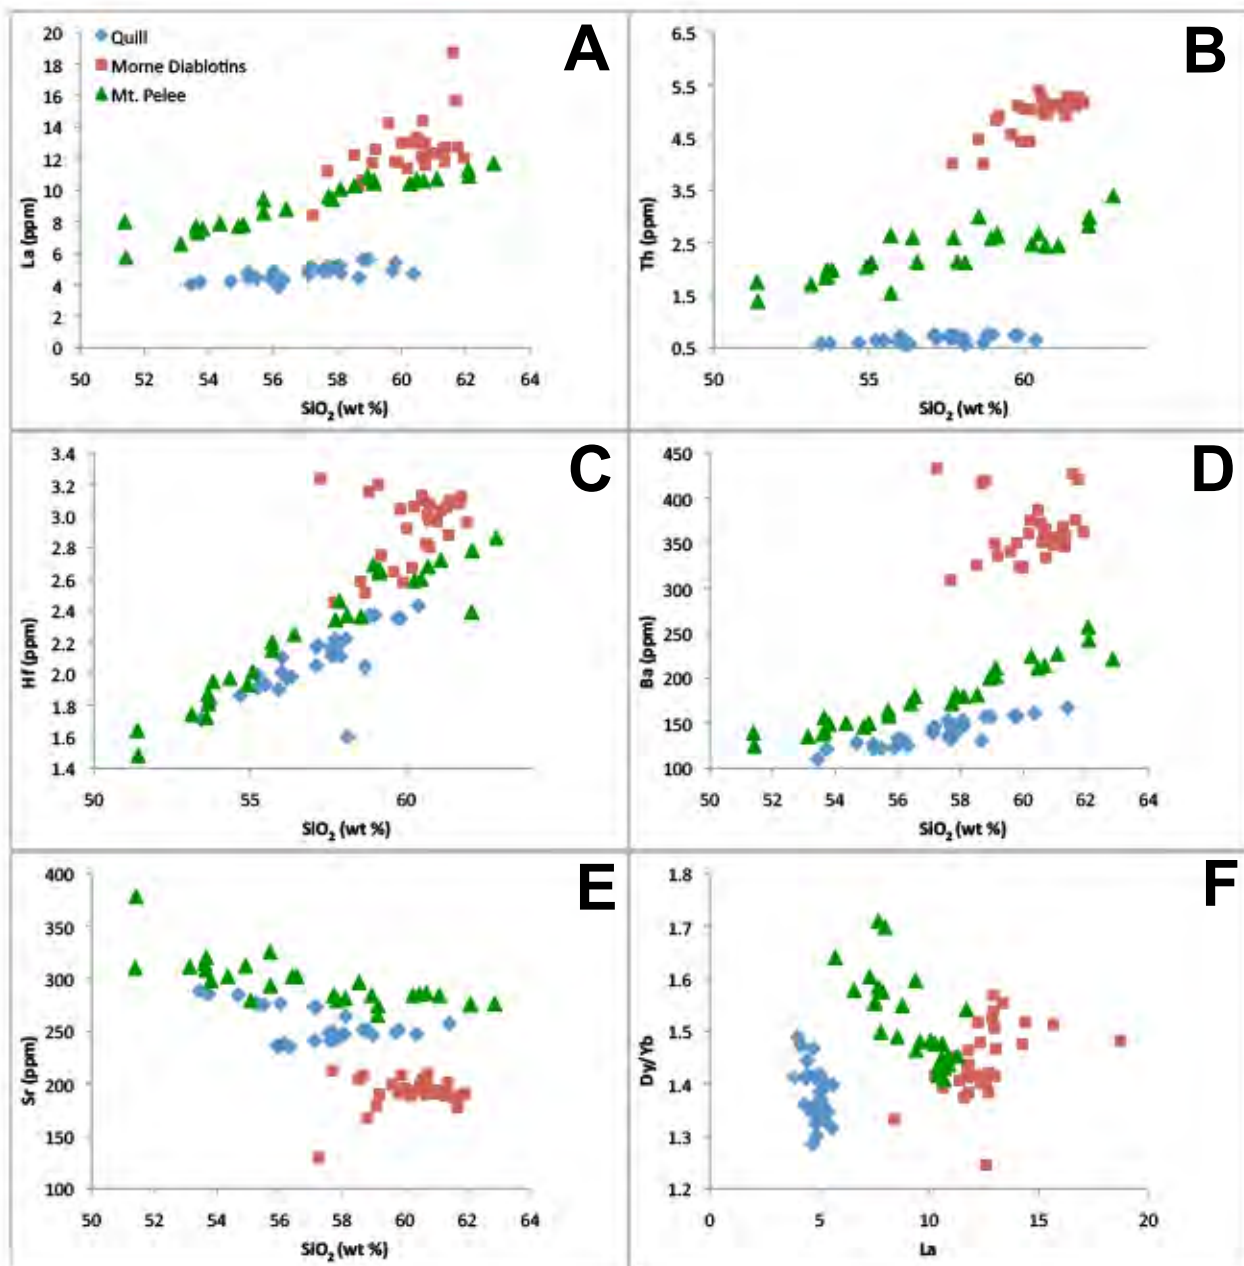 A
20
18
16
14
12
10
8
6
4
2
0
La (ppm)
Quill
Morne Diablotins
Mt. Pelee
50 52 54 56 58 60 62 64
SiO2 (wt %)
B
6.5
5.5
4.5
3.5
2.5
1.5
0.5
Th (ppm)
50 55 60
SiO2 (wt %)
C
3.4
3.2
3.0
2.8
2.6
2.4
2.2
2.0
1.8
1.6
1.4
Hf (ppm)
50 55 60
SiO2 (wt %)
D
450
400
350
300
250
200
150
100
Ba (ppm)
50 52 54 56 58 60 62 64
SiO2 (wt %)
E
400
350
300
250
200
150
100
Sr (ppm)
50 52 54 56 58 60 62 64
SiO2 (wt %)
F
1.8
1.7
1.6
1.5
1.4
1.3
1.2
Dy/Yb
0 5 10 15 20
La